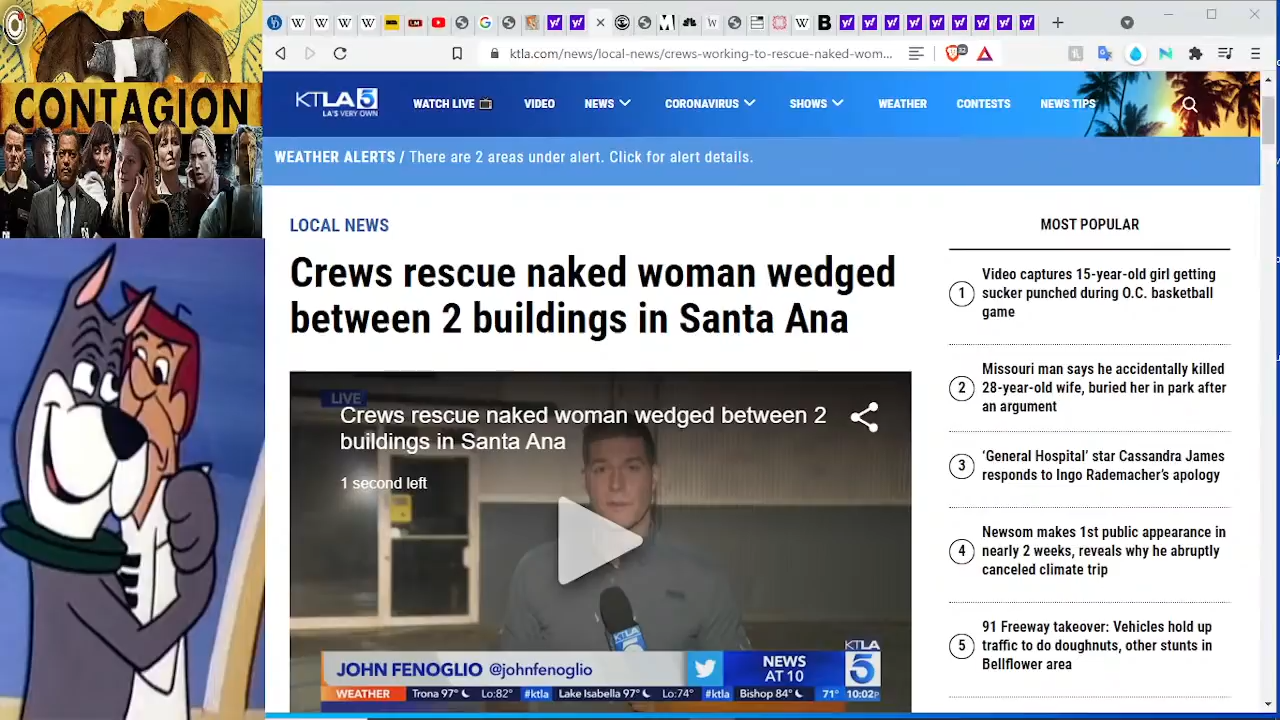 CONTAGION
ktla.com/news/local-news/crews-working-to-rescue-naked-wom...
KTLA 5
LA'S VERY OWN
WATCH LIVE
VIDEO
NEWS
CORONAVIRUS
SHOWS
WEATHER
CONTESTS
NEWS TIPS
WEATHER ALERTS / There are 2 areas under alert. Click for alert details.
LOCAL NEWS
Crews rescue naked woman wedged
between 2 buildings in Santa Ana
LIVE
Crews rescue naked woman wedged between 2
buildings in Santa Ana
1 second left
KTLA
JOHN FENOGLIO @johnfenoglio
NEWS
AT 10
KTLA
5
WEATHER Trona 97° Lo:82° #ktla Lake Isabella 97° Lo:74° #ktla Bishop 84° 71° 10:02P
MOST POPULAR
1
Video captures 15-year-old girl getting
sucker punched during O.C. basketball
game
2
Missouri man says he accidentally killed
28-year-old wife, buried her in park after
an argument
3
‘General Hospital’ star Cassandra James
responds to Ingo Rademacher’s apology
4
Newsom makes 1st public appearance in
nearly 2 weeks, reveals why he abruptly
canceled climate trip
5
91 Freeway takeover: Vehicles hold up
traffic to do doughnuts, other stunts in
Bellflower area